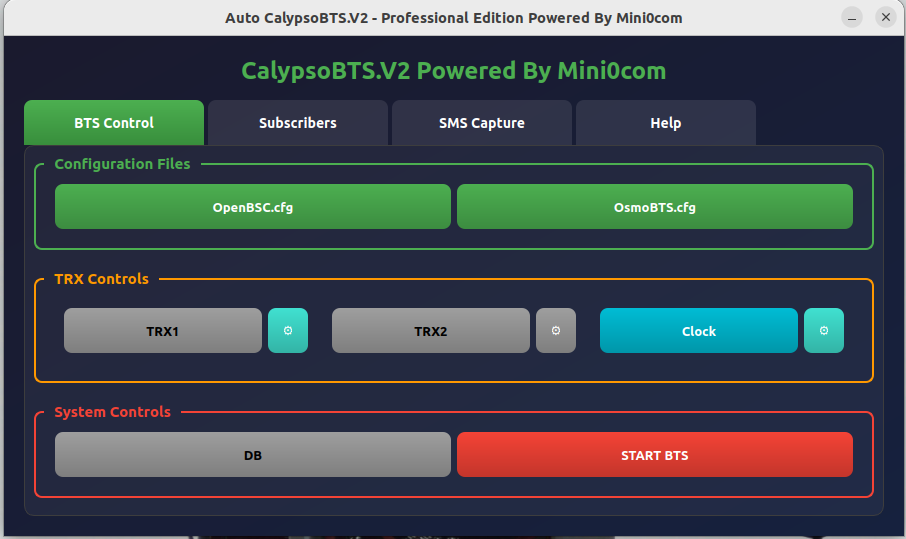 Auto CalypsoBTS.V2 - Professional Edition Powered By Mini0com
CalypsoBTS.V2 Powered By Mini0com
BTS Control Subscribers SMS Capture Help
Configuration Files
OpenBSC.cfg OsmoBTS.cfg
TRX Controls
TRX1 TRX2 Clock
System Controls
DB START BTS